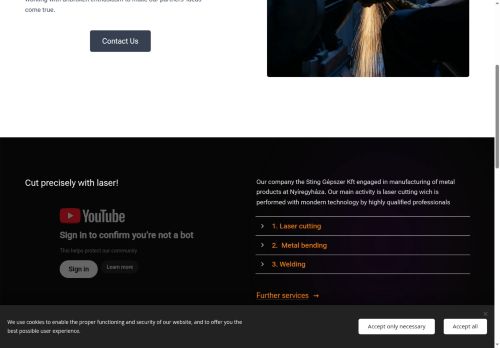 come true.
Contact Us
Cut precisely with laser!
YouTube
Sign in to confirm you're not a bot
This helps protect our community
Sign in
Learn more
Our company the Sting Gépszer Kft engaged in manufacturing of metal
products at Nyíregyháza. Our main activity is laser cutting wich is
performed with mondern technology by highly qualified professionals
1. Laser cutting
2. Metal bending
3. Welding
Further services →
We use cookies to enable the proper functioning and security of our website, and to offer you the
best possible user experience.
Accept only necessary
Accept all